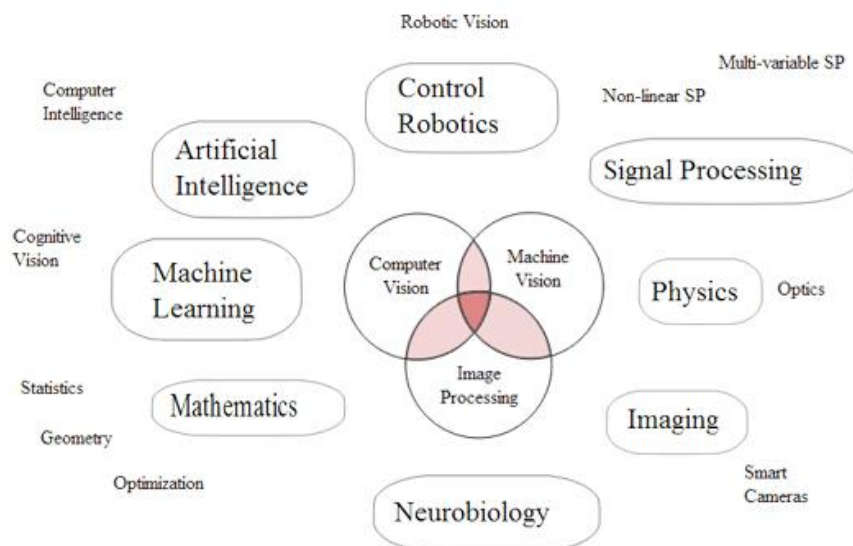 Robotic Vision
Multi-variable SP
Computer
Intelligence
Control
Robotics
Non-linear SP
Artificial
Intelligence
Signal Processing
Cognitive
Vision
Machine
Learning
Computer
Vision
Machine
Vision
Physics
Optics
Image
Processing
Statistics
Mathematics
Geometry
Imaging
Optimization
Smart
Cameras
Neurobiology